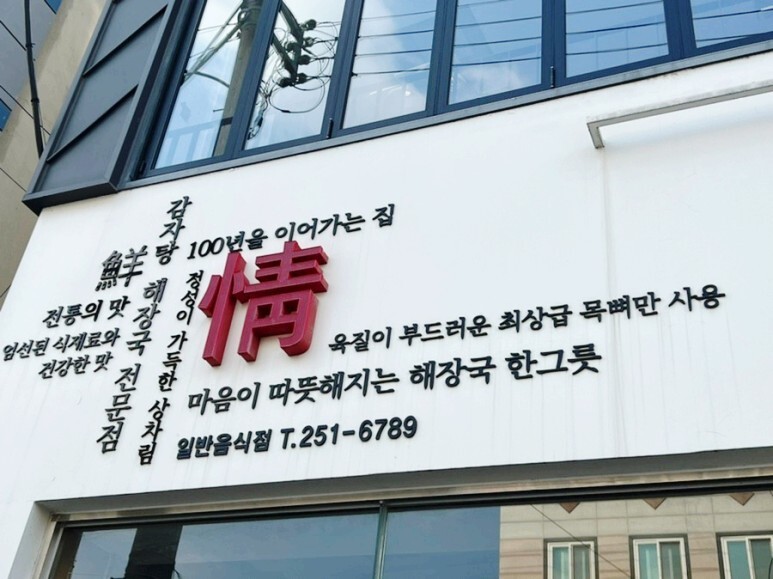 감자탕 해장국 전문점
鮮
전통의 맛
엄선된 식재료와
건강한 맛
정성이 가득한 상차림
100년을 이어가는 집
情
육질이 부드러운 최상급 목뼈만 사용
마음이 따뜻해지는 해장국 한그릇
일반음식점 T.251-6789